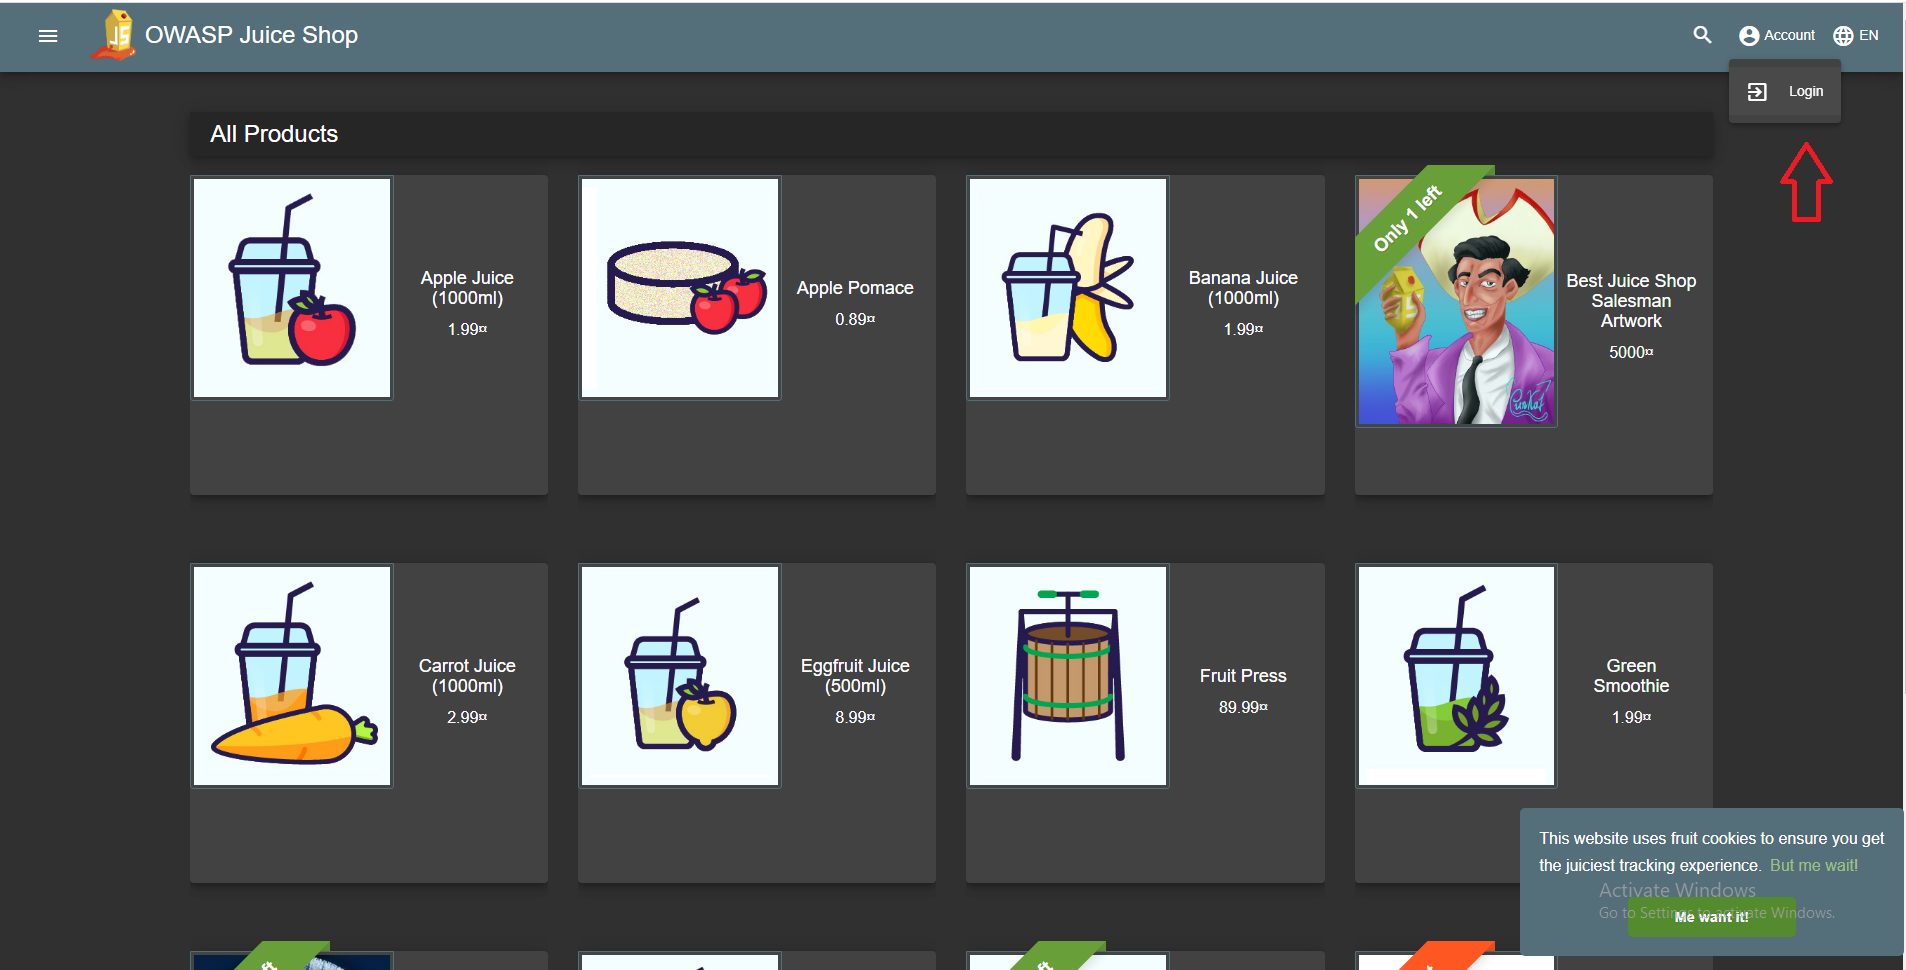 JS
OWASP Juice Shop
Account
EN
Login
All Products
Apple Juice
(1000ml)
1.99¤
Apple Pomace
0.89¤
Banana Juice
(1000ml)
1.99¤
Only 1 left
Best Juice Shop
Salesman
Artwork
5000¤
Carrot Juice
(1000ml)
2.99¤
Eggfruit Juice
(500ml)
8.99¤
Fruit Press
89.99¤
Green
Smoothie
1.99¤
This website uses fruit cookies to ensure you get
the juiciest tracking experience. But me wait!
Activate Windows
Go to Settings to activate Windows.
Me want it!